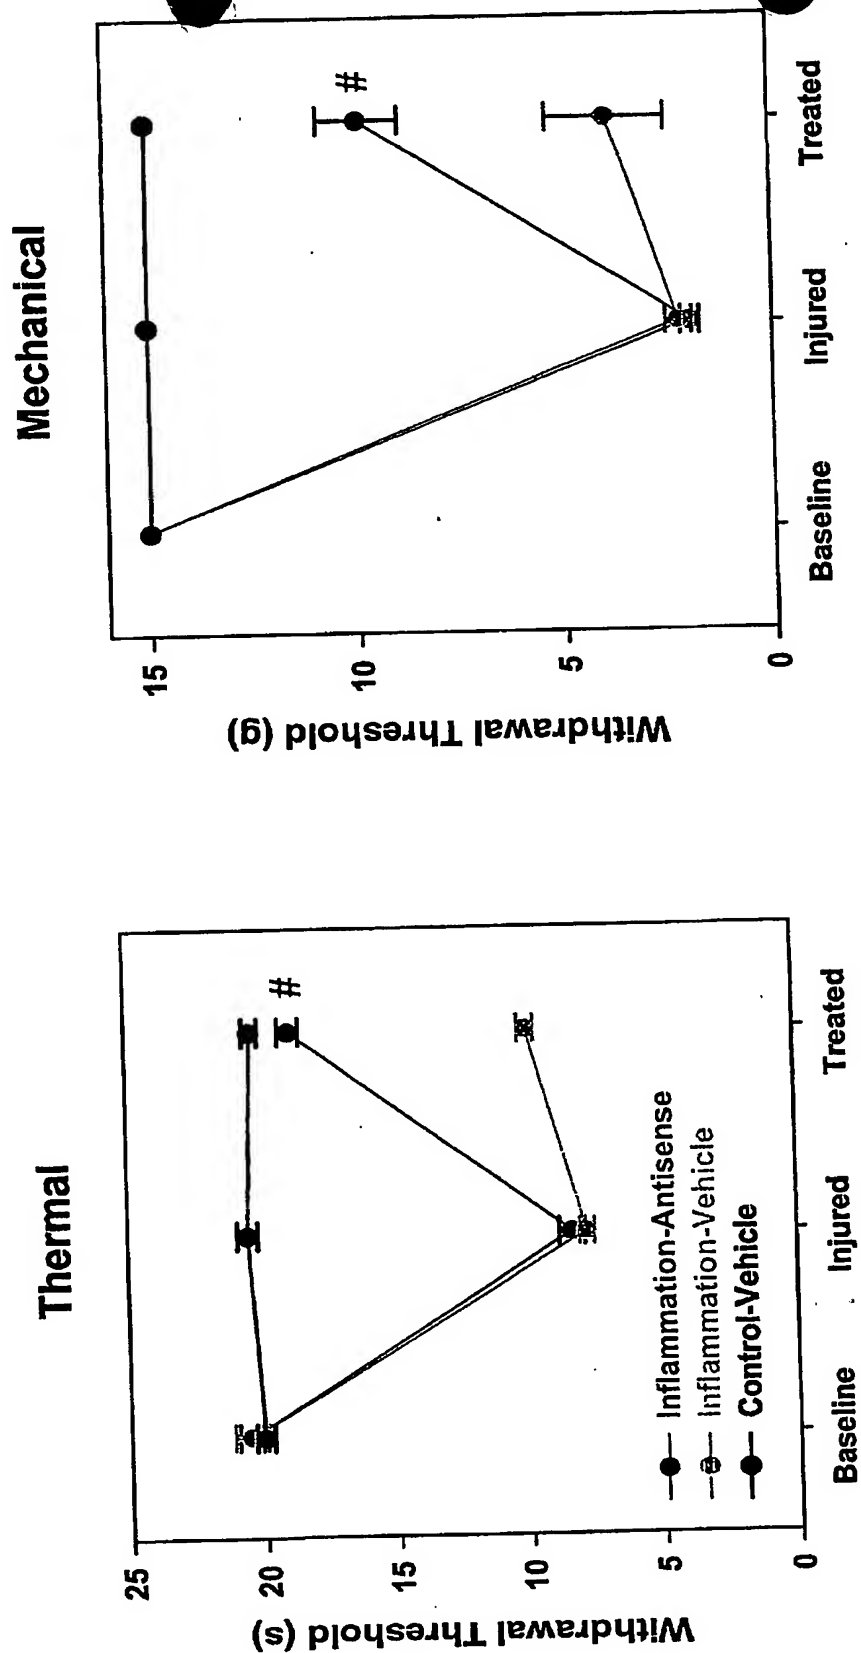 Thermal
Withdrawal Threshold (s)
25
20
15
10
5
0
Inflammation-Antisense
Inflammation-Vehicle
Control-Vehicle
#
Baseline
Injured
Treated
Mechanical
Withdrawal Threshold (g)
15
10
5
0
#
Baseline
Injured
Treated